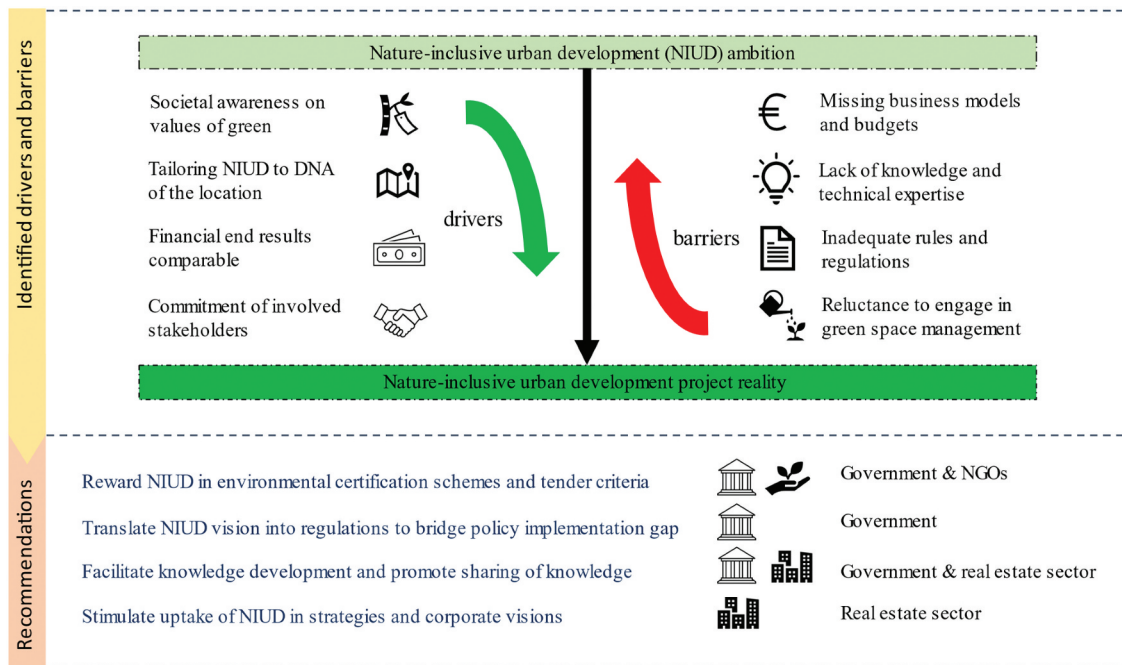 Identified drivers and barriers
Nature-inclusive urban development (NIUD) ambition
Societal awareness on
values of green
Tailoring NIUD to DNA
of the location
Financial end results
comparable
Commitment of involved
stakeholders
drivers
barriers
€ Missing business models
and budgets
Lack of knowledge and
technical expertise
Inadequate rules and
regulations
Reluctance to engage in
green space management
Nature-inclusive urban development project reality
Recommendations
Reward NIUD in environmental certification schemes and tender criteria
Government & NGOs
Translate NIUD vision into regulations to bridge policy implementation gap
Government
Facilitate knowledge development and promote sharing of knowledge
Government & real estate sector
Stimulate uptake of NIUD in strategies and corporate visions
Real estate sector